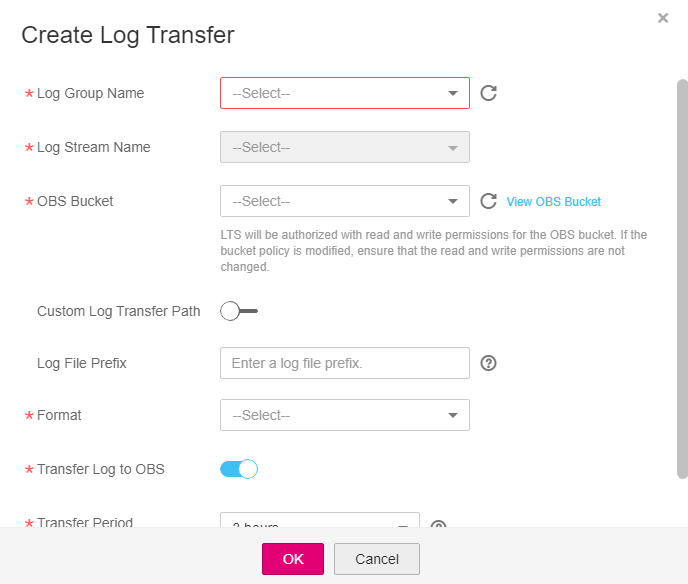 Create Log Transfer
* Log Group Name --Select--
* Log Stream Name --Select--
* OBS Bucket --Select-- View OBS Bucket
LTS will be authorized with read and write permissions for the OBS bucket. If the
bucket policy is modified, ensure that the read and write permissions are not
changed.
Custom Log Transfer Path
Log File Prefix Enter a log file prefix.
* Format --Select--
* Transfer Log to OBS
* Transfer Period hours
OK Cancel